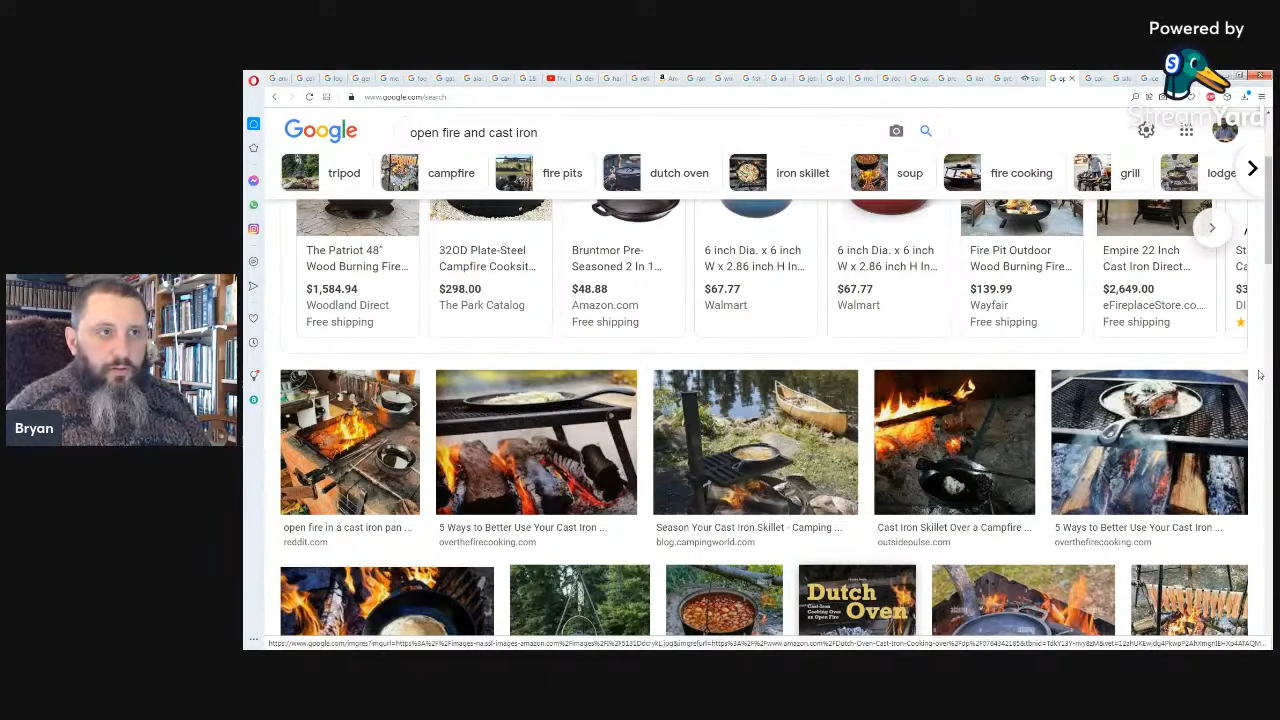 Powered by
StreamYard
www.google.com/search
Google
open fire and cast iron
tripod
campfire
fire pits
dutch oven
iron skillet
soup
fire cooking
grill
lodge
The Patriot 48"
Wood Burning Fire...
$1,584.94
Woodland Direct
Free shipping
320D Plate-Steel
Campfire Cooksit...
$298.00
The Park Catalog
Bruntmor Pre-
Seasoned 2 In 1...
$48.88
Amazon.com
Free shipping
6 inch Dia. x 6 inch
W x 2.86 inch H In...
$67.77
Walmart
6 inch Dia. x 6 inch
W x 2.86 inch H In...
$67.77
Walmart
Fire Pit Outdoor
Wood Burning Fire...
$139.99
Wayfair
Free shipping
Empire 22 Inch
Cast Iron Direct...
$2,649.00
eFireplaceStore.co...
Free shipping
Bryan
open fire in a cast iron pan ...
reddit.com
5 Ways to Better Use Your Cast Iron ...
overthefirecooking.com
Season Your Cast Iron Skillet - Camping ...
blog.campingworld.com
Cast Iron Skillet Over a Campfire ...
outsidepulse.com
5 Ways to Better Use Your Cast Iron ...
overthefirecooking.com
Dutch
Oven
Cast-Iron
Cooking Over
an Open Fire